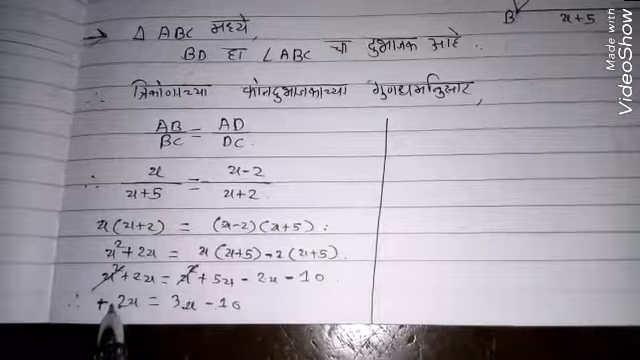 B x+5
→ Δ ABC मध्ये,
BD हा ∠ABC चा दुभाजक आहे.
∴ त्रिकोणाच्या कोनदुभाजकाच्या गुणधर्मानुसार,
AB/BC = AD/DC
∴ x/(x+5) = (x-2)/(x+2)
x(x+2) = (x-2)(x+5).
x²+2x = x(x+5)-2(x+5).
x²+2x = x²+5x-2x-10
∴ +2x = 3x-10
Made with
VideoShow